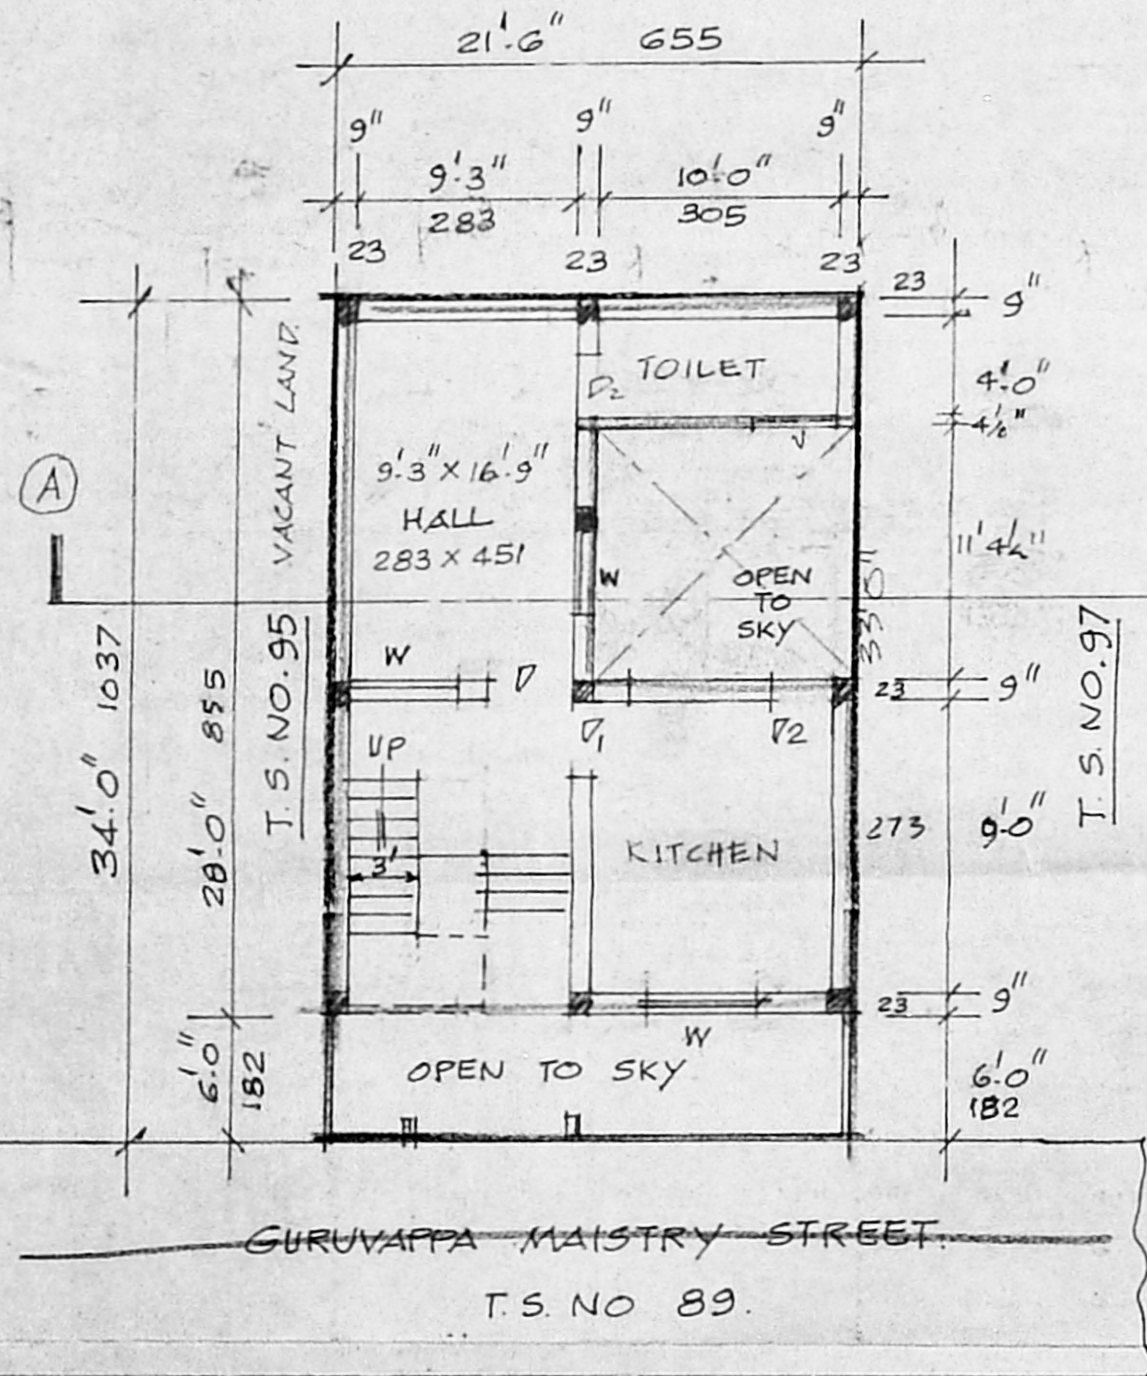 21'-6" 655
9" 9" 9"
9'-3" 10'-0"
283 305
23 23 23
23 9"
TOILET
4'-0"
D2
4½"
VACANT LAND.
V
9'-3" X 16'-9"
HALL
283 X 451
A
W
OPEN
TO
SKY
33'0"
T.S. NO. 95
T.S. NO. 97
34'-0" 1037
28'-0" 855
W D
23 9"
D1 D2
UP
3'
KITCHEN
273 9'-0"
23 9"
W
6'-0"
182
OPEN TO SKY
6'-0"
182
GURUVAPPA MAISTRY STREET.
T.S. NO 89.